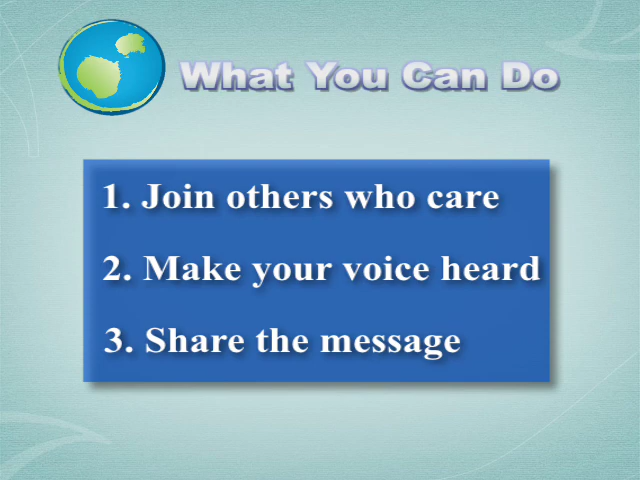 What You Can Do
1. Join others who care
2. Make your voice heard
3. Share the message